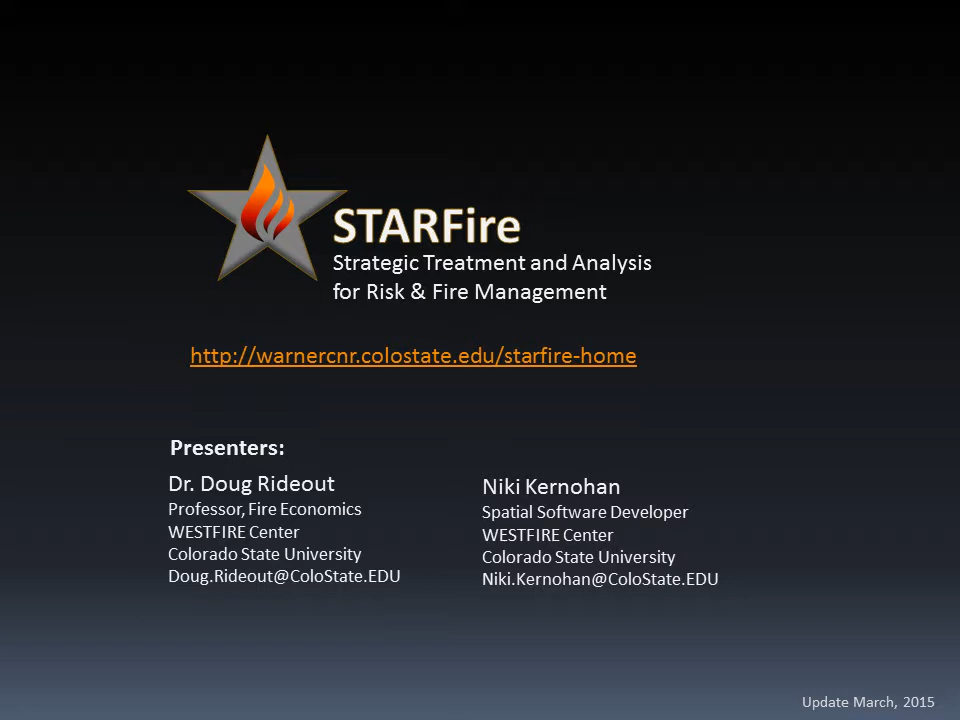 STARFire
Strategic Treatment and Analysis
for Risk & Fire Management
http://warnercnr.colostate.edu/starfire-home
Presenters:
Dr. Doug Rideout
Professor, Fire Economics
WESTFIRE Center
Colorado State University
Doug.Rideout@ColoState.EDU
Niki Kernohan
Spatial Software Developer
WESTFIRE Center
Colorado State University
Niki.Kernohan@ColoState.EDU
Update March, 2015